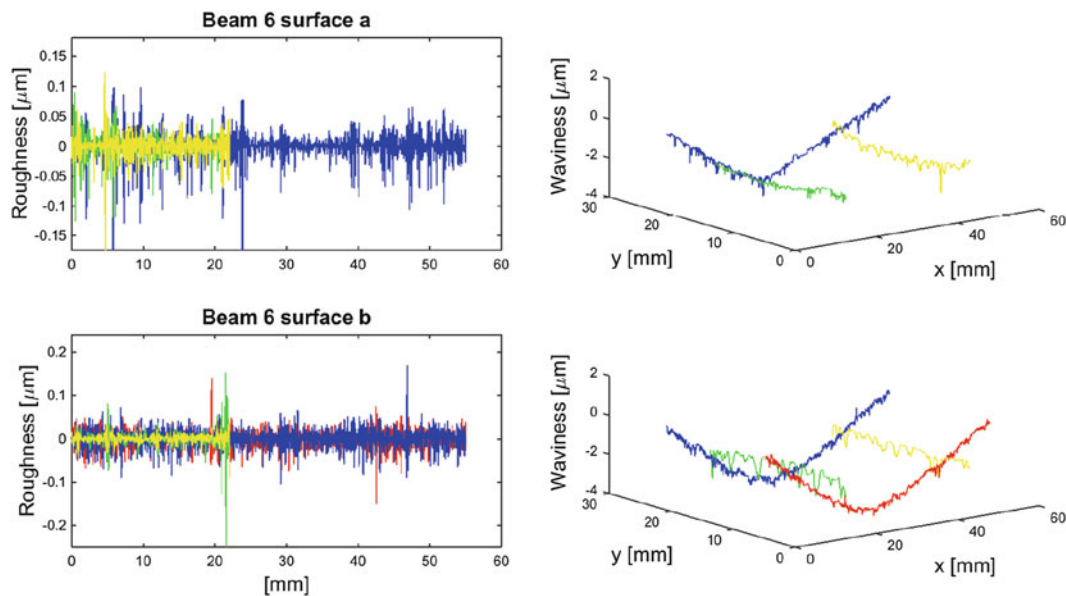 Beam 6 surface a
Roughness [μm]
0.15
0.1
0.05
0
-0.05
-0.1
-0.15
0 10 20 30 40 50 60
Waviness [μm]
2
0
-2
-4
30 20 10 0
y [mm]
0 20 40 60
x [mm]
Beam 6 surface b
Roughness [μm]
0.2
0.1
0
-0.1
-0.2
0 10 20 30 40 50 60
[mm]
Waviness [μm]
2
0
-2
-4
30 20 10 0
y [mm]
0 20 40 60
x [mm]